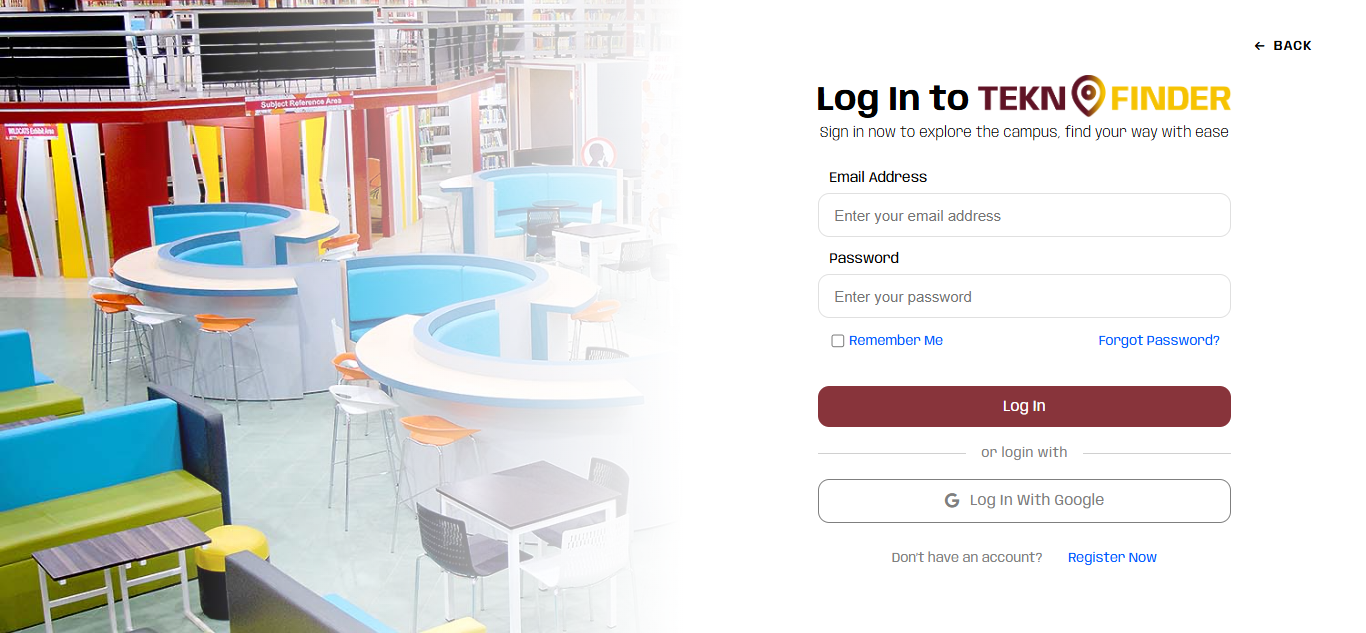 Subject Reference Area
WILDCATS Exhibit Area
← BACK
Log In to TEKNOFINDER
Sign in now to explore the campus, find your way with ease
Email Address
Enter your email address
Password
Enter your password
Remember Me
Forgot Password?
Log In
or login with
G Log In With Google
Don't have an account? Register Now